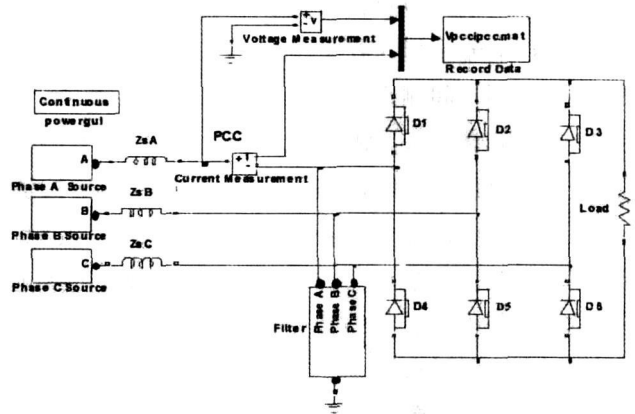 +
-
v
Voltage Measurement
Vpccipcc.mat
Record Data
Continuous
powergui
ZsA
PCC
A
Phase A Source
+
i
-
Current Measurement
D1
D2
D3
ZsB
B
Phase B Source
Load
ZsC
C
Phase C Source
Phase A
Phase B
Phase C
Filter
D4
D5
D6